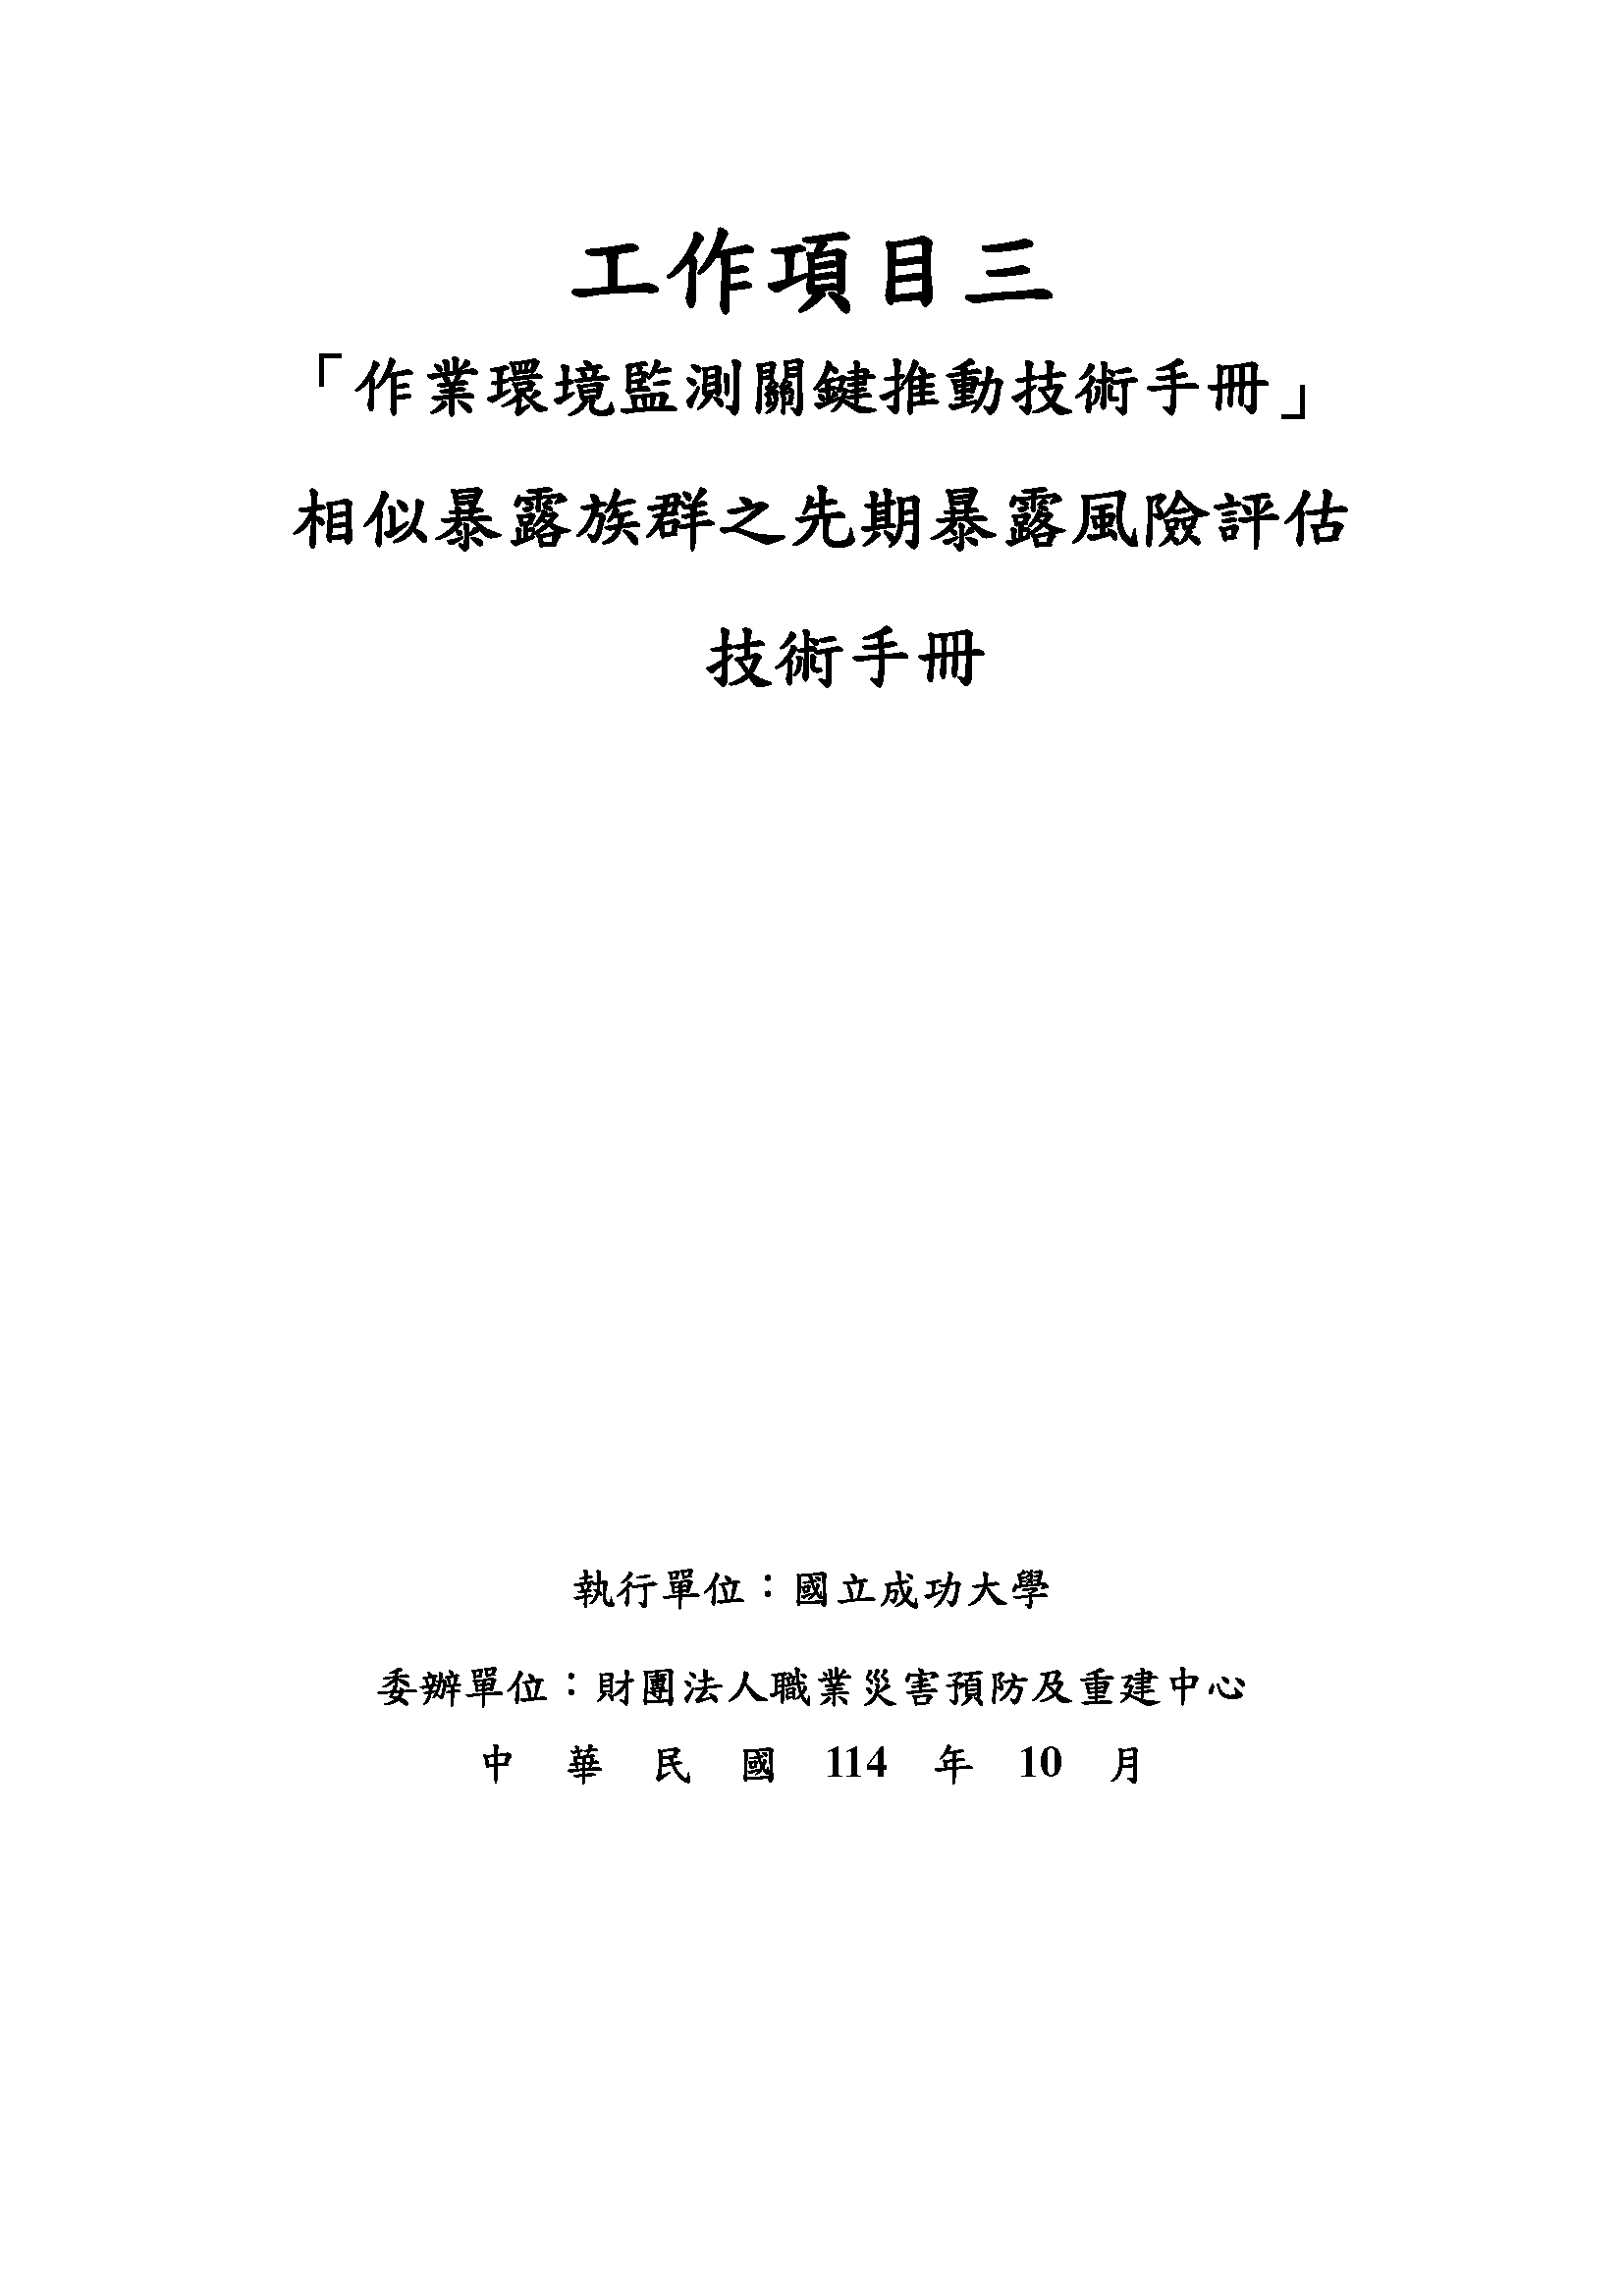 工作項目三
「作業環境監測關鍵推動技術手冊」
相似暴露族群之先期暴露風險評估
技術手冊
執行單位：國立成功大學
委辦單位：財團法人職業災害預防及重建中心
中 華 民 國 114 年 10 月